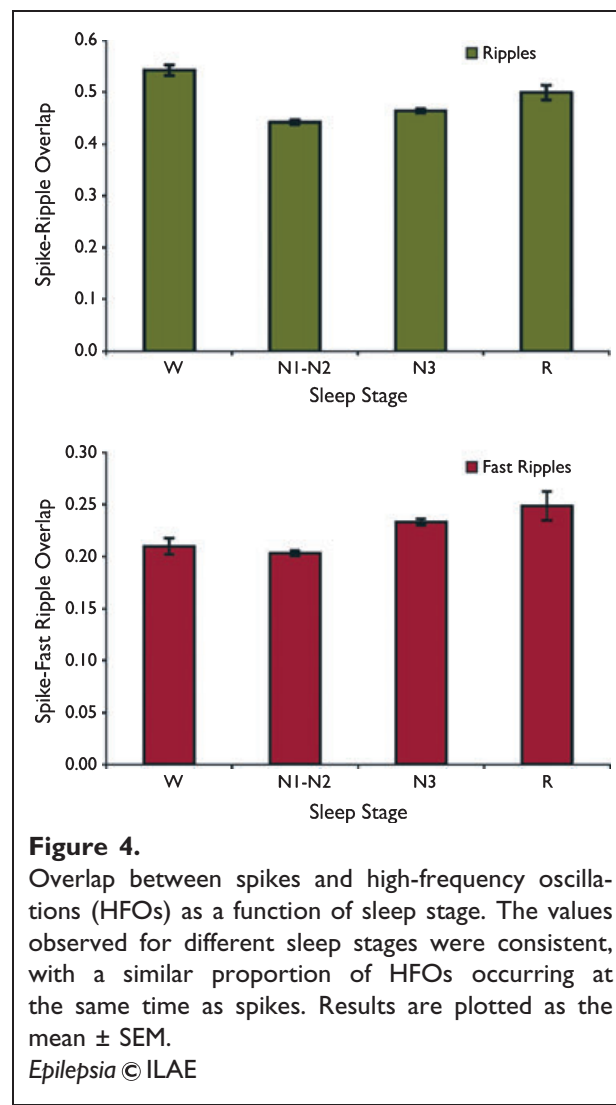 0.6
0.5
0.4
0.3
0.2
0.1
0.0
Spike-Ripple Overlap
Ripples
W N1-N2 N3 R
Sleep Stage
0.30
0.25
0.20
0.15
0.10
0.05
0.00
Spike-Fast Ripple Overlap
Fast Ripples
W N1-N2 N3 R
Sleep Stage
Figure 4.
Overlap between spikes and high-frequency oscilla-
tions (HFOs) as a function of sleep stage. The values
observed for different sleep stages were consistent,
with a similar proportion of HFOs occurring at
the same time as spikes. Results are plotted as the
mean ± SEM.
Epilepsia © ILAE